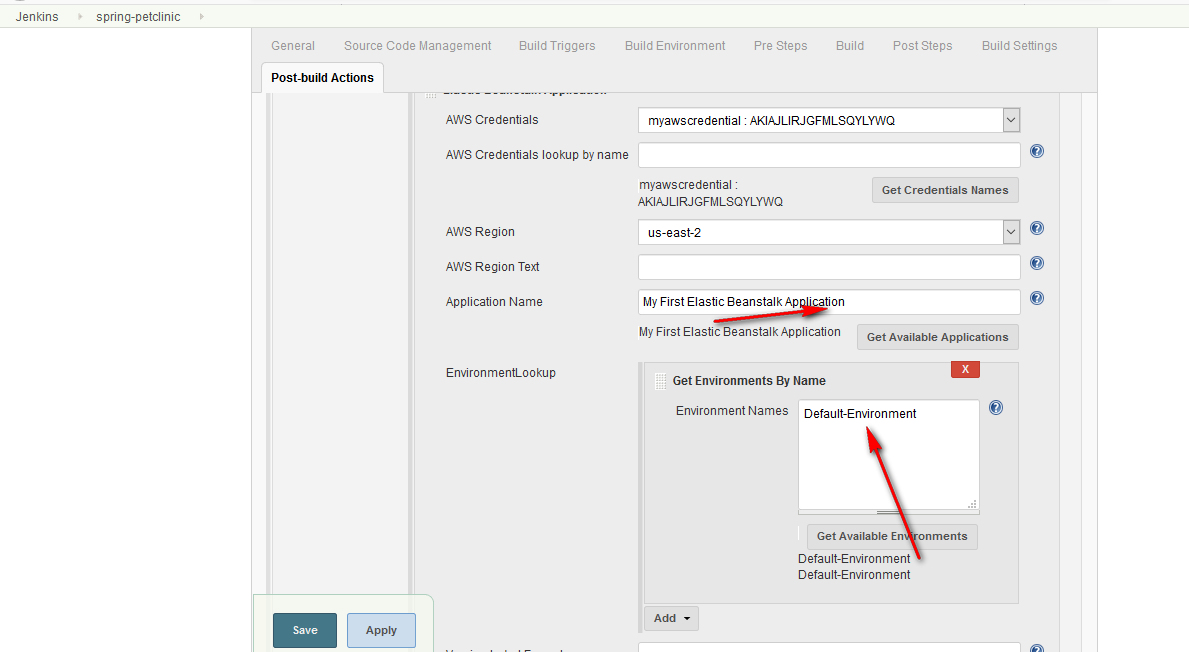 Jenkins spring-petclinic
General Source Code Management Build Triggers Build Environment Pre Steps Build Post Steps Build Settings
Post-build Actions
Elastic Beanstalk Application
AWS Credentials myawscredential : AKIAJLIRJGFMLSQYLYWQ
AWS Credentials lookup by name
myawscredential :
AKIAJLIRJGFMLSQYLYWQ
Get Credentials Names
AWS Region us-east-2
AWS Region Text
Application Name My First Elastic Beanstalk Application
My First Elastic Beanstalk Application Get Available Applications
EnvironmentLookup
X
Get Environments By Name
Environment Names Default-Environment
Get Available Environments
Default-Environment
Default-Environment
Add
Save Apply